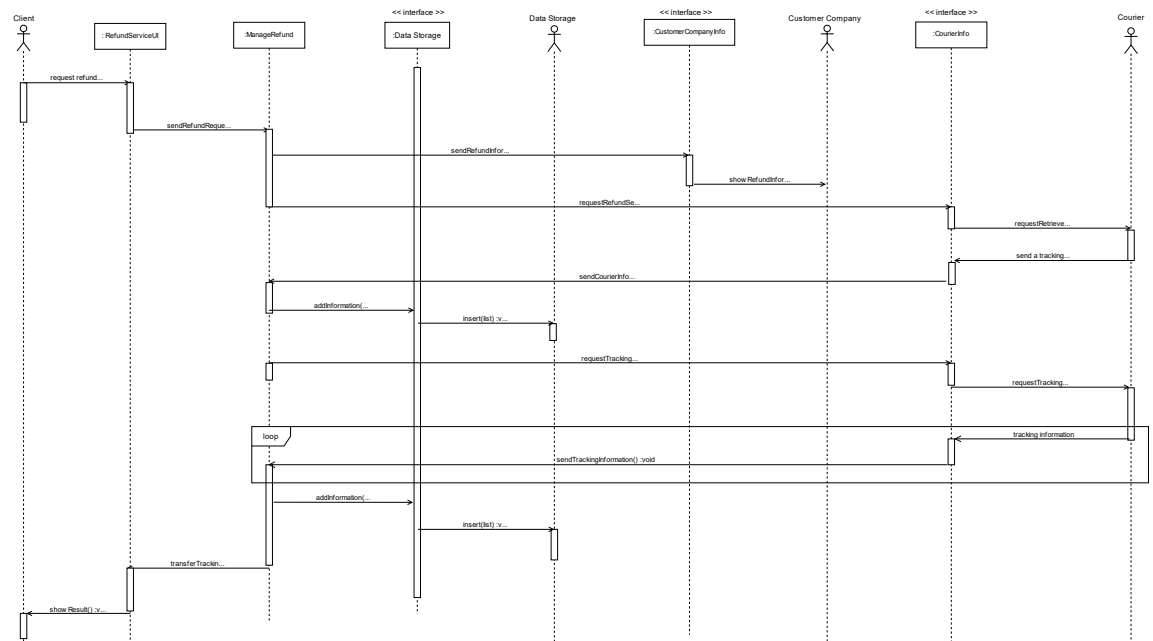 << interface >>
<< interface >>
<< interface >>
Client
Data Storage
Customer Company
Courier
: RefundServiceUI
:ManageRefund
:Data Storage
:CustomerCompanyInfo
:CourierInfo
request refund...
sendRefundReque...
sendRefundInfor...
show RefundInfor...
requestRefundSe...
requestRetrieve...
send a tracking...
sendCourierInfo...
addInformation(...
insert(list) :v...
requestTracking...
requestTracking...
loop
tracking information
sendTrackingInformation() :void
addInformation(...
insert(list) :v...
transferTrackin...
show Result() :v...